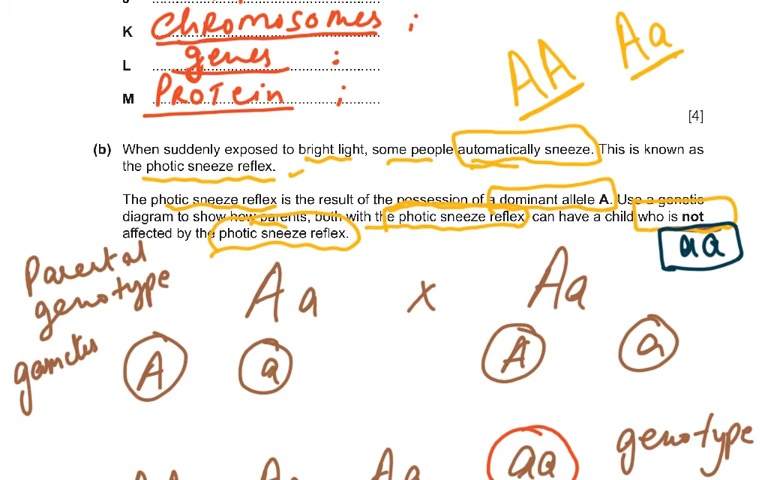 K chromosomes ;
L genes ;
M Protein ;
AA Aa
[4]
(b) When suddenly exposed to bright light, some people automatically sneeze. This is known as
the photic sneeze reflex.
The photic sneeze reflex is the result of the possession of a dominant allele A. Use a genetic
diagram to show how parents, both with the photic sneeze reflex can have a child who is not
affected by the photic sneeze reflex.
aa
Parental
genotype Aa x Aa
gametes A a A a
Aa Aa aa genotype